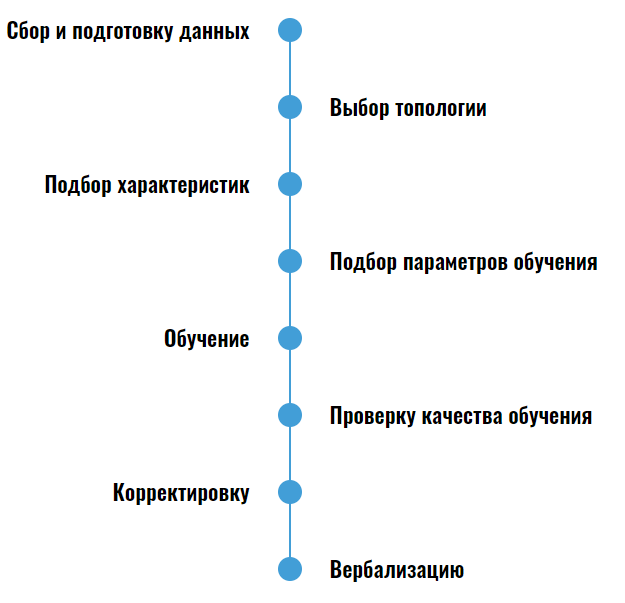 Сбор и подготовку данных
Выбор топологии
Подбор характеристик
Подбор параметров обучения
Обучение
Проверку качества обучения
Корректировку
Вербализацию